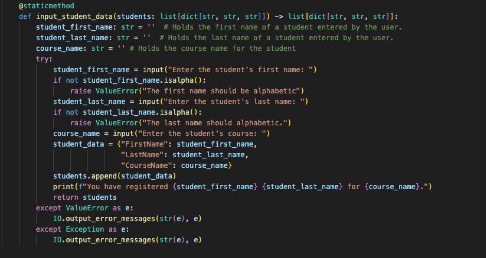 @staticmethod
def input_student_data(students: list[dict[str, str, str]]) -> list[dict[str, str, str]]:
    student_first_name: str = ''  # Holds the first name of a student entered by the user.
    student_last_name: str = ''  # Holds the last name of a student entered by the user.
    course_name: str = '' # Holds the course name for the student
    try:
        student_first_name = input("Enter the student's first name: ")
        if not student_first_name.isalpha():
            raise ValueError("The first name should be alphabetic")
        student_last_name = input("Enter the student's last name: ")
        if not student_last_name.isalpha():
            raise ValueError("The last name should alphabetic.")
        course_name = input("Enter the student's course: ")
        student_data = {"FirstName": student_first_name,
                        "LastName": student_last_name,
                        "CourseName": course_name}
        students.append(student_data)
        print(f"You have registered {student_first_name} {student_last_name} for {course_name}.")
        return students
    except ValueError as e:
        IO.output_error_messages(str(e), e)
    except Exception as e:
        IO.output_error_messages(str(e), e)